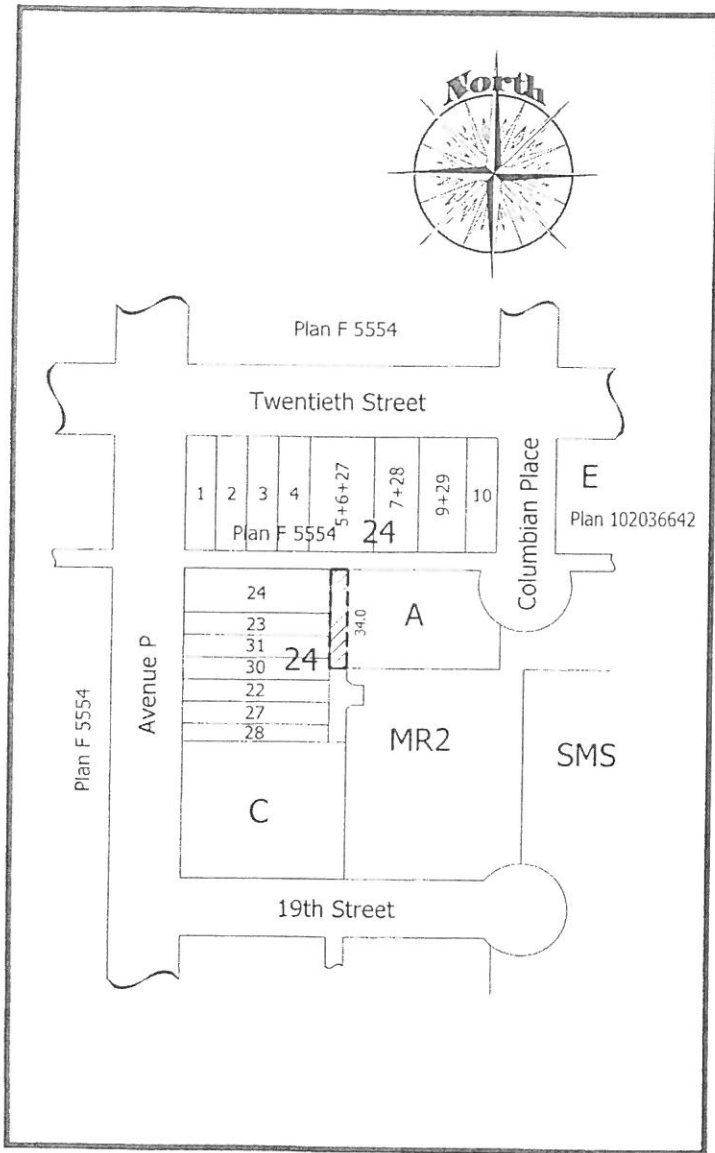 North
Plan F 5554
Twentieth Street
1
2
3
4
5+6+27
7+28
9+29
10
Plan F 5554
24
Columbian Place
E
Plan 102036642
24
23
31
30
22
27
28
24
34.0
A
Avenue P
Plan F 5554
MR2
SMS
C
19th Street